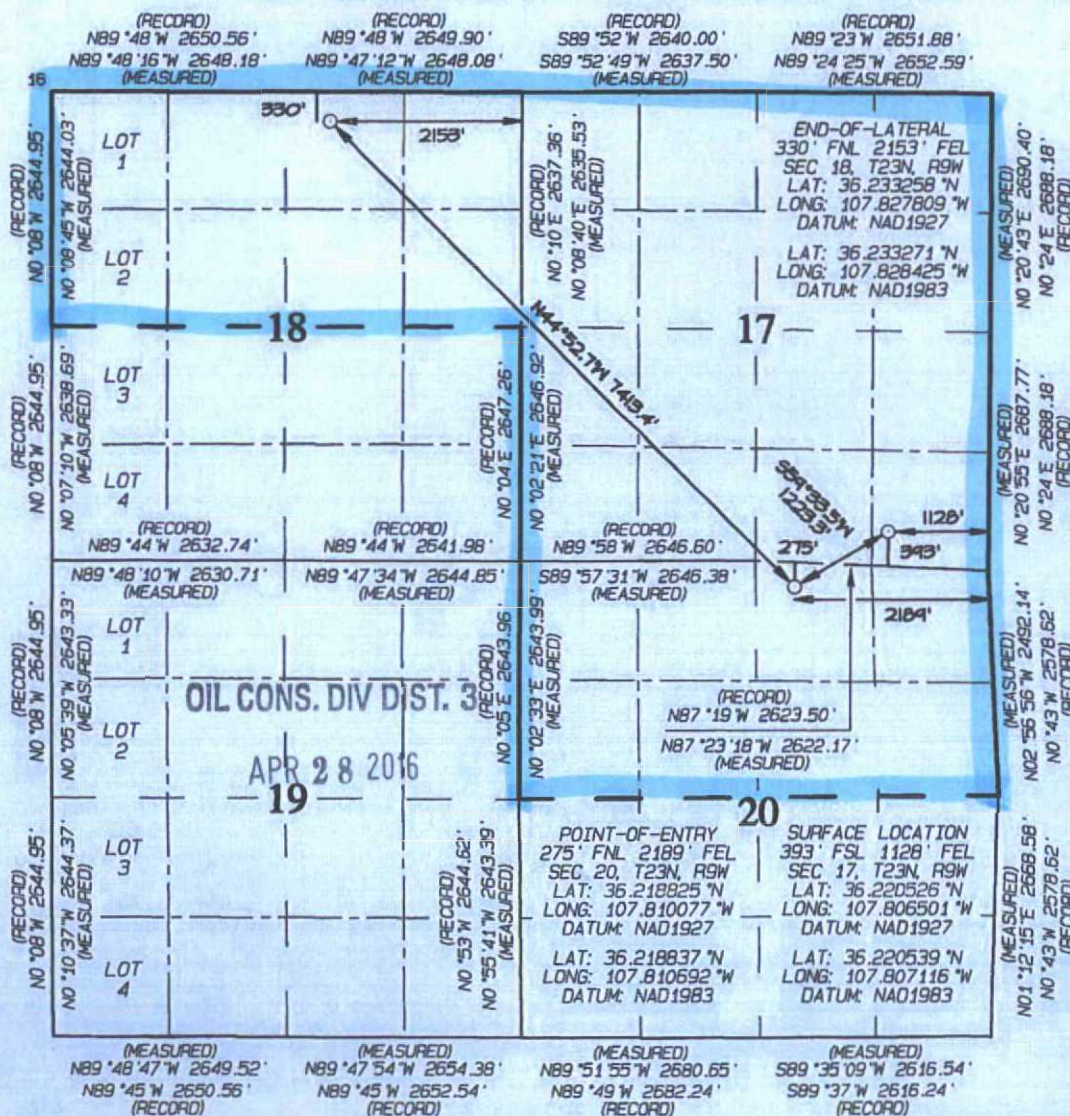 (RECORD)
N89°48'W 2650.56'
N89°48'16"W 2648.18'
(MEASURED)
(RECORD)
N89°48'W 2649.90'
N89°47'12"W 2648.08'
(MEASURED)
(RECORD)
S89°52'W 2640.00'
S89°52'49"W 2637.50'
(MEASURED)
(RECORD)
N89°23'W 2651.88'
N89°24'25"W 2652.59'
(MEASURED)
16
330'
2153'
(RECORD)
N0°08'W 2644.95'
N0°08'45"W 2644.03'
(MEASURED)
LOT
1
LOT
2
N0°10'E 2637.36'
(RECORD)
N0°08'40"E 2635.53'
(MEASURED)
END-OF-LATERAL
330' FNL 2153' FEL
SEC 18, T23N, R9W
LAT: 36.233258°N
LONG: 107.827809°W
DATUM: NAD1927
LAT: 36.233271°N
LONG: 107.828425°W
DATUM: NAD1983
(MEASURED)
N0°20'43"E 2690.40'
N0°24'E 2688.18'
(RECORD)
18
17
N44°52.7'W 7413.4'
(RECORD)
N0°08'W 2644.95'
N0°07'10"W 2638.69'
(MEASURED)
LOT
3
LOT
4
(RECORD)
N0°04'E 2647.26'
N0°02'21"E 2646.92'
(MEASURED)
S59°33.5'W
1223.3'
1128'
393'
275'
2189'
(MEASURED)
N0°20'55"E 2687.77'
N0°24'E 2688.18'
(RECORD)
(RECORD)
N89°44'W 2632.74'
N89°48'10"W 2630.71'
(MEASURED)
(RECORD)
N89°44'W 2641.98'
N89°47'34"W 2644.85'
(MEASURED)
(RECORD)
N89°58'W 2646.60'
S89°57'31"W 2646.38'
(MEASURED)
(RECORD)
N0°08'W 2644.95'
N0°05'39"W 2643.33'
(MEASURED)
LOT
1
LOT
2
(RECORD)
N0°05'E 2643.96'
N0°02'33"E 2643.99'
(MEASURED)
(RECORD)
N87°19'W 2623.50'
N87°23'18"W 2622.17'
(MEASURED)
(MEASURED)
N02°56'56"W 2492.14'
N0°43'W 2578.62'
(RECORD)
OIL CONS. DIV DIST. 3
APR 28 2016
19
20
(RECORD)
N0°08'W 2644.95'
N0°10'37"W 2644.37'
(MEASURED)
LOT
3
LOT
4
(RECORD)
N0°53'W 2644.62'
N0°55'41"W 2643.39'
(MEASURED)
POINT-OF-ENTRY
275' FNL 2189' FEL
SEC 20, T23N, R9W
LAT: 36.218825°N
LONG: 107.810077°W
DATUM: NAD1927
LAT: 36.218837°N
LONG: 107.810692°W
DATUM: NAD1983
SURFACE LOCATION
393' FSL 1128' FEL
SEC 17, T23N, R9W
LAT: 36.220526°N
LONG: 107.806501°W
DATUM: NAD1927
LAT: 36.220539°N
LONG: 107.807116°W
DATUM: NAD1983
(MEASURED)
N01°12'15"E 2668.58'
N0°43'W 2578.62'
(RECORD)
(MEASURED)
N89°48'47"W 2649.52'
N89°45'W 2650.56'
(RECORD)
(MEASURED)
N89°47'54"W 2654.38'
N89°45'W 2652.54'
(RECORD)
(MEASURED)
N89°51'55"W 2680.65'
N89°49'W 2682.24'
(RECORD)
(MEASURED)
S89°35'09"W 2616.54'
S89°37'W 2616.24'
(RECORD)